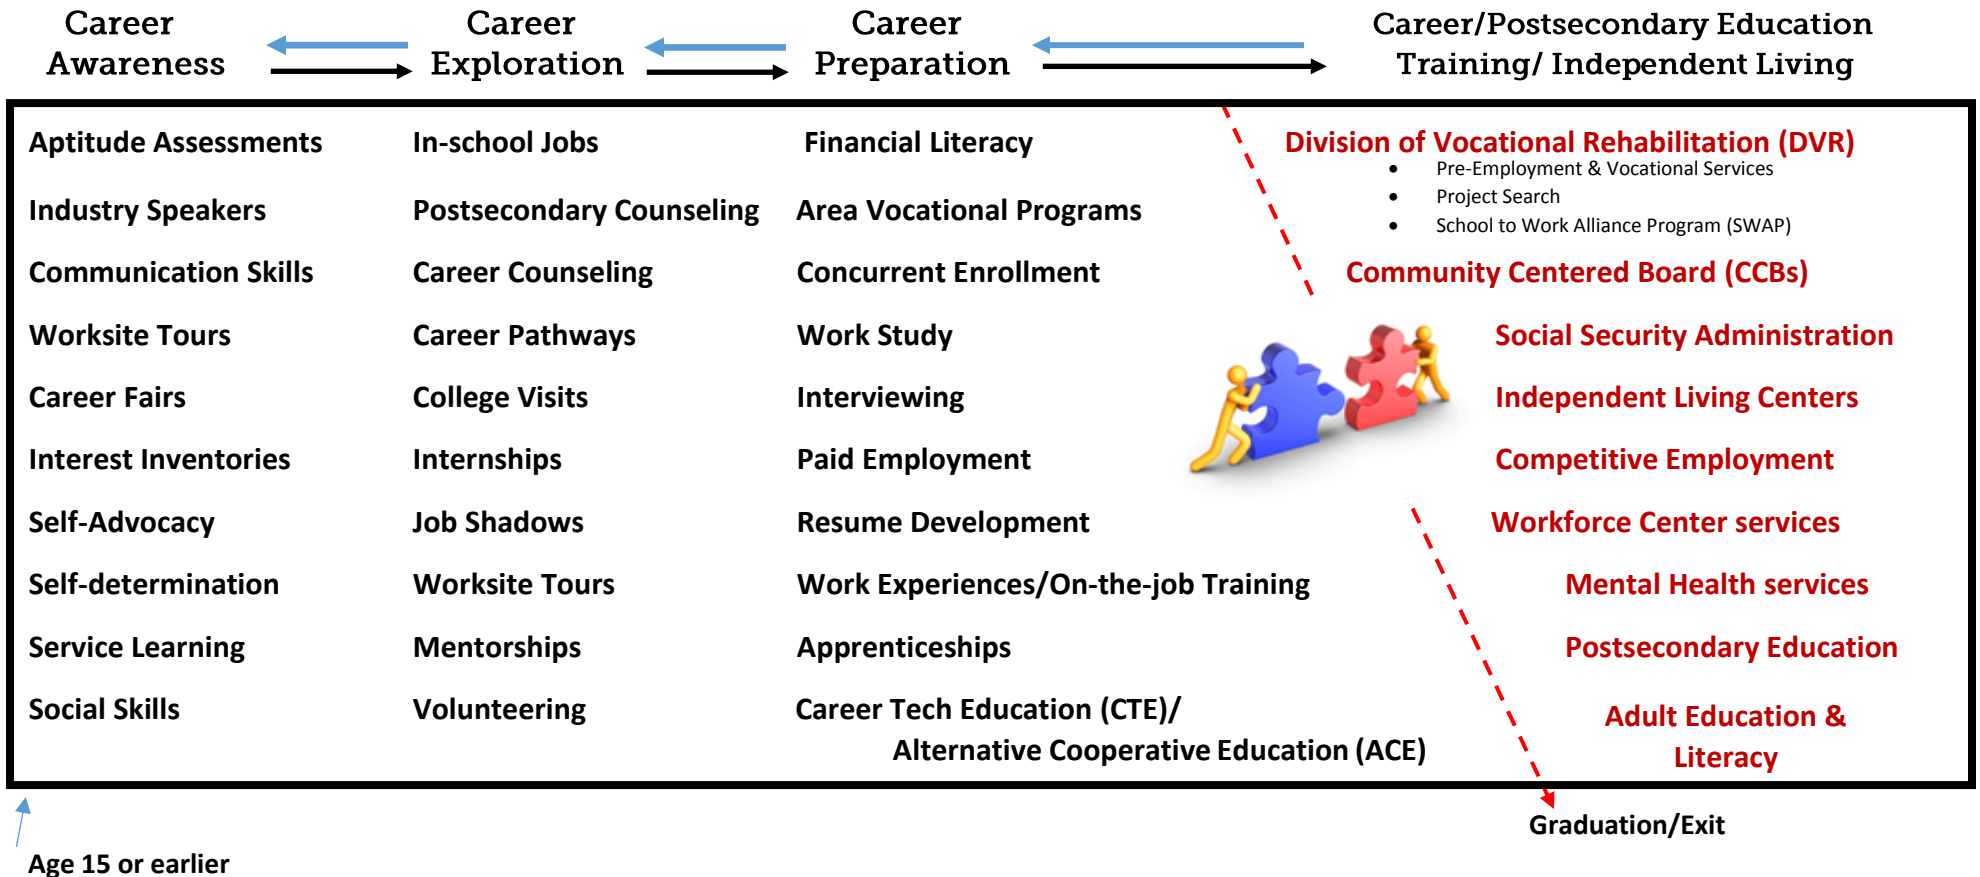 Career
Awareness
Career
Exploration
Career
Preparation
Career/Postsecondary Education
Training/ Independent Living
Aptitude Assessments
Industry Speakers
Communication Skills
Worksite Tours
Career Fairs
Interest Inventories
Self-Advocacy
Self-determination
Service Learning
Social Skills
In-school Jobs
Postsecondary Counseling
Career Counseling
Career Pathways
College Visits
Internships
Job Shadows
Worksite Tours
Mentorships
Volunteering
Financial Literacy
Area Vocational Programs
Concurrent Enrollment
Work Study
Interviewing
Paid Employment
Resume Development
Work Experiences/On-the-job Training
Apprenticeships
Career Tech Education (CTE)/
Alternative Cooperative Education (ACE)
Division of Vocational Rehabilitation (DVR)
• Pre-Employment & Vocational Services
• Project Search
• School to Work Alliance Program (SWAP)
Community Centered Board (CCBs)
Social Security Administration
Independent Living Centers
Competitive Employment
Workforce Center services
Mental Health services
Postsecondary Education
Adult Education &
Literacy
Graduation/Exit
Age 15 or earlier